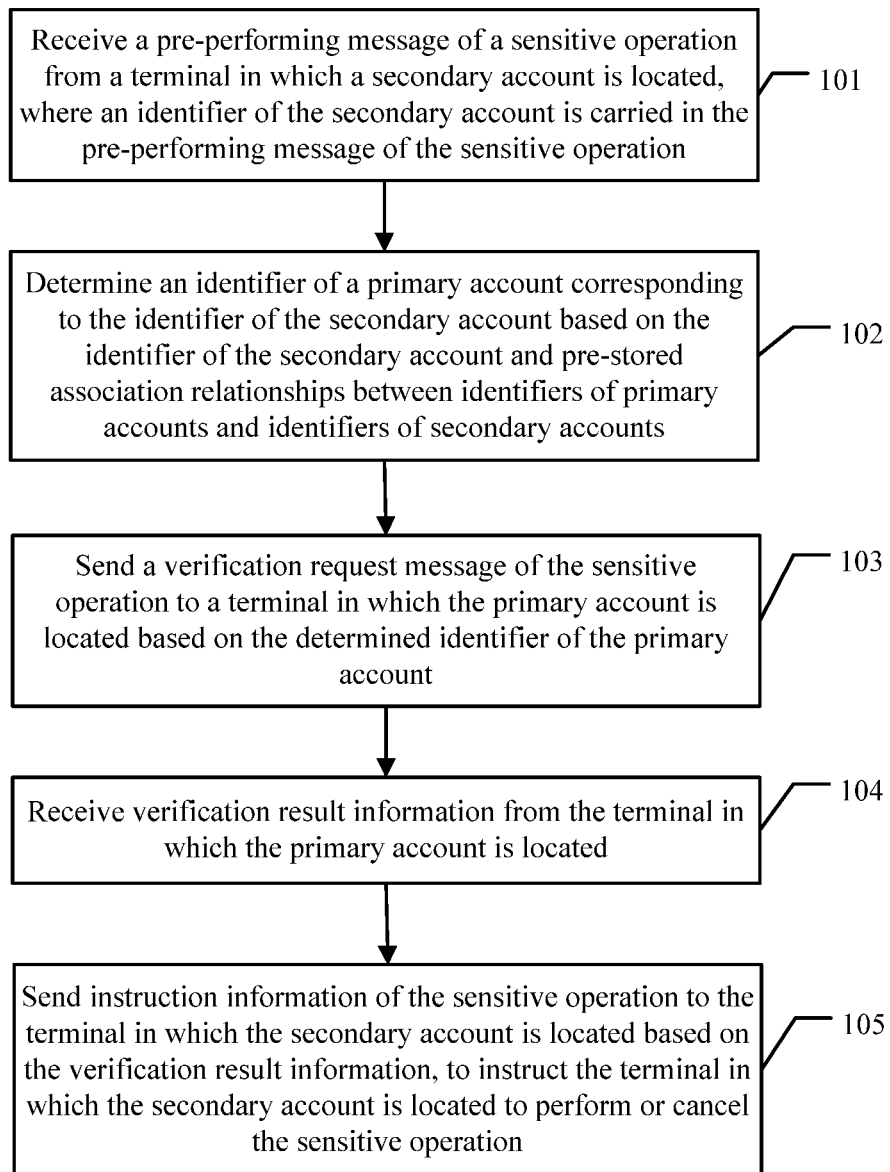 Receive a pre-performing message of a sensitive operation
from a terminal in which a secondary account is located,
where an identifier of the secondary account is carried in the
pre-performing message of the sensitive operation
101
Determine an identifier of a primary account corresponding
to the identifier of the secondary account based on the
identifier of the secondary account and pre-stored
association relationships between identifiers of primary
accounts and identifiers of secondary accounts
102
Send a verification request message of the sensitive
operation to a terminal in which the primary account is
located based on the determined identifier of the primary
account
103
Receive verification result information from the terminal in
which the primary account is located
104
Send instruction information of the sensitive operation to the
terminal in which the secondary account is located based on
the verification result information, to instruct the terminal in
which the secondary account is located to perform or cancel
the sensitive operation
105